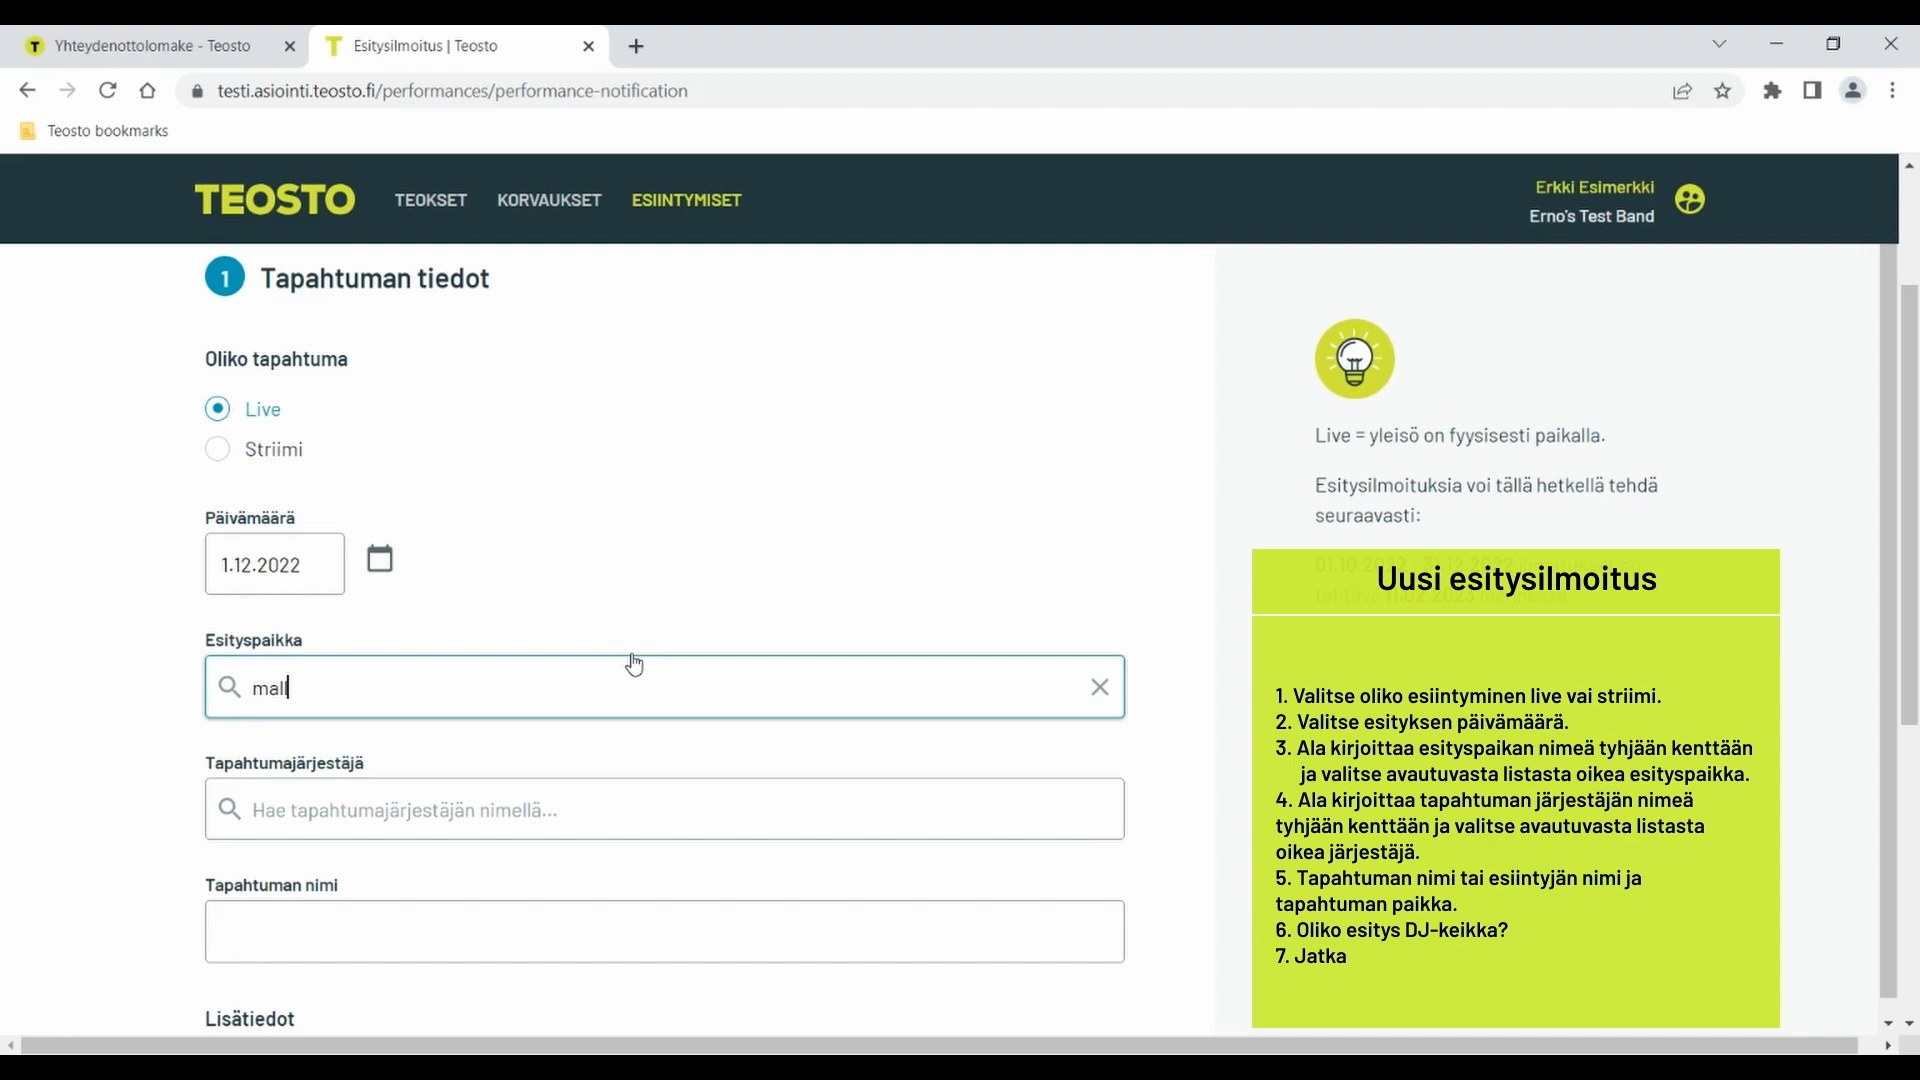 Yhteydenottolomake - Teosto
Esitysilmoitus | Teosto
testi.asiointi.teosto.fi/performances/performance-notification
Teosto bookmarks
TEOSTO
TEOKSET
KORVAUKSET
ESIINTYMISET
Erkki Esimerkki
Erno's Test Band
1 Tapahtuman tiedot
Oliko tapahtuma
Live
Striimi
Päivämäärä
1.12.2022
Esityspaikka
mall
Tapahtumajärjestäjä
Hae tapahtumajärjestäjän nimellä...
Tapahtuman nimi
Lisätiedot
Live = yleisö on fyysisesti paikalla.
Esitysilmoituksia voi tällä hetkellä tehdä
seuraavasti:
Uusi esitysilmoitus
1. Valitse oliko esiintyminen live vai striimi.
2. Valitse esityksen päivämäärä.
3. Ala kirjoittaa esityspaikan nimeä tyhjään kenttään
ja valitse avautuvasta listasta oikea esityspaikka.
4. Ala kirjoittaa tapahtuman järjestäjän nimeä
tyhjään kenttään ja valitse avautuvasta listasta
oikea järjestäjä.
5. Tapahtuman nimi tai esiintyjän nimi ja
tapahtuman paikka.
6. Oliko esitys DJ-keikka?
7. Jatka